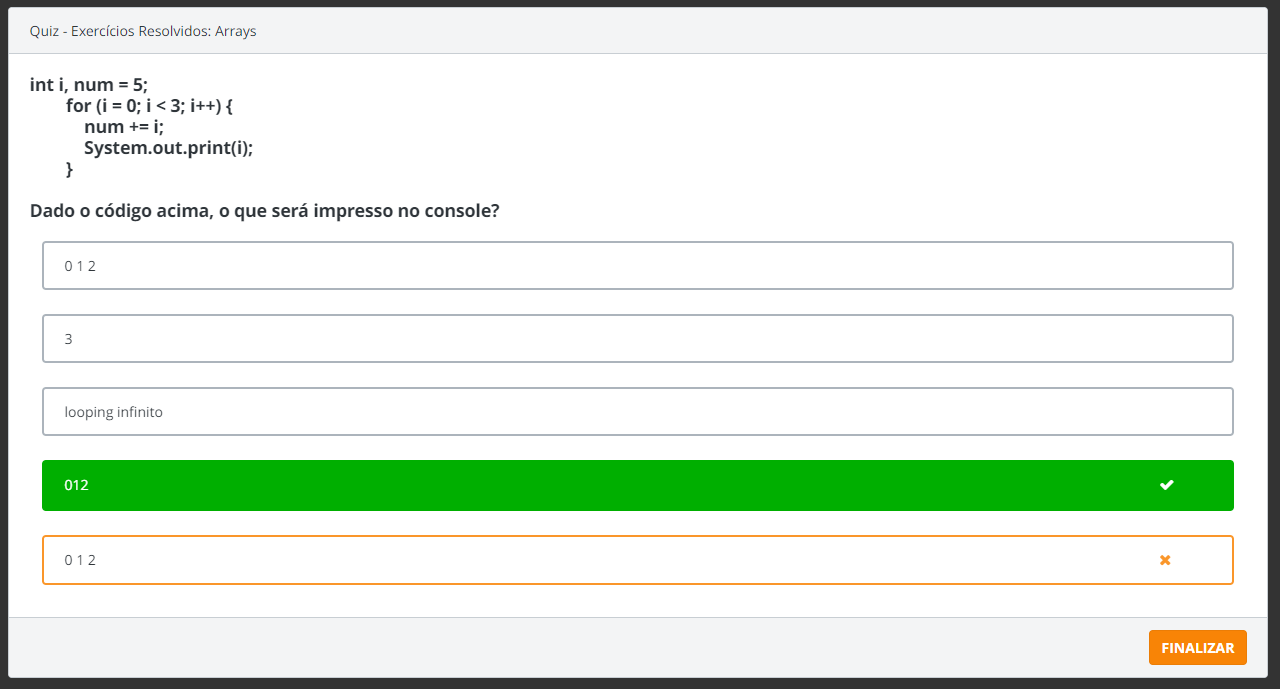 Quiz - Exercícios Resolvidos: Arrays
int i, num = 5;
for (i = 0; i < 3; i++) {
num += i;
System.out.print(i);
}
Dado o código acima, o que será impresso no console?
0 1 2
3
looping infinito
012
0 1 2
FINALIZAR